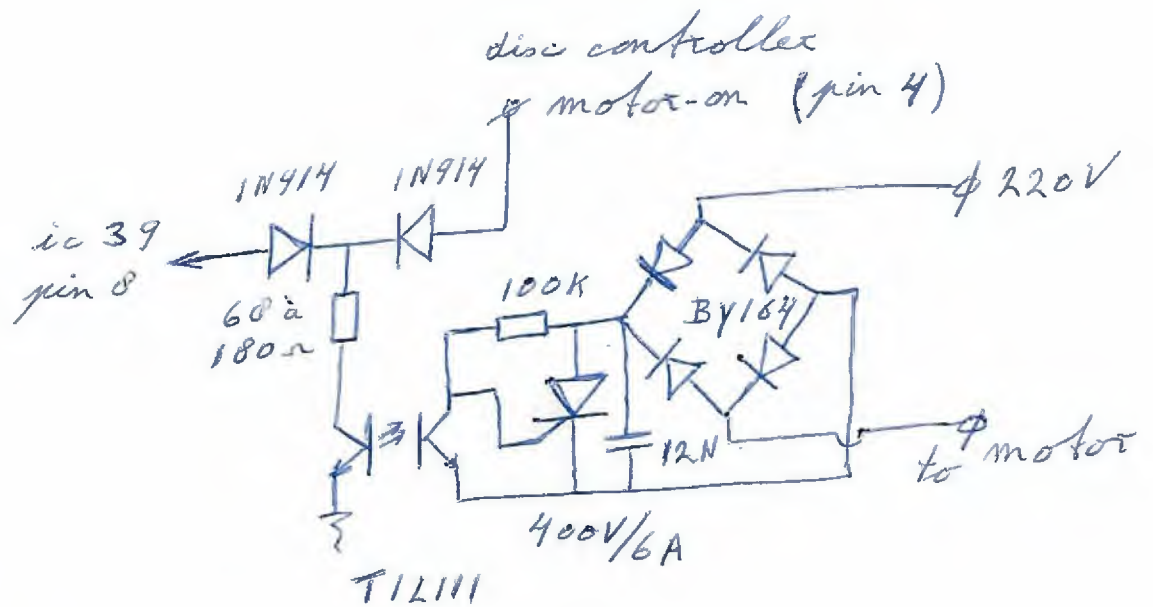 disc controller
motor-on (pin 4)
1N914
1N914
220V
ic 39
pin 8
100K
BY164
68 à
180Ω
12N
to motor
400V/6A
TIL111